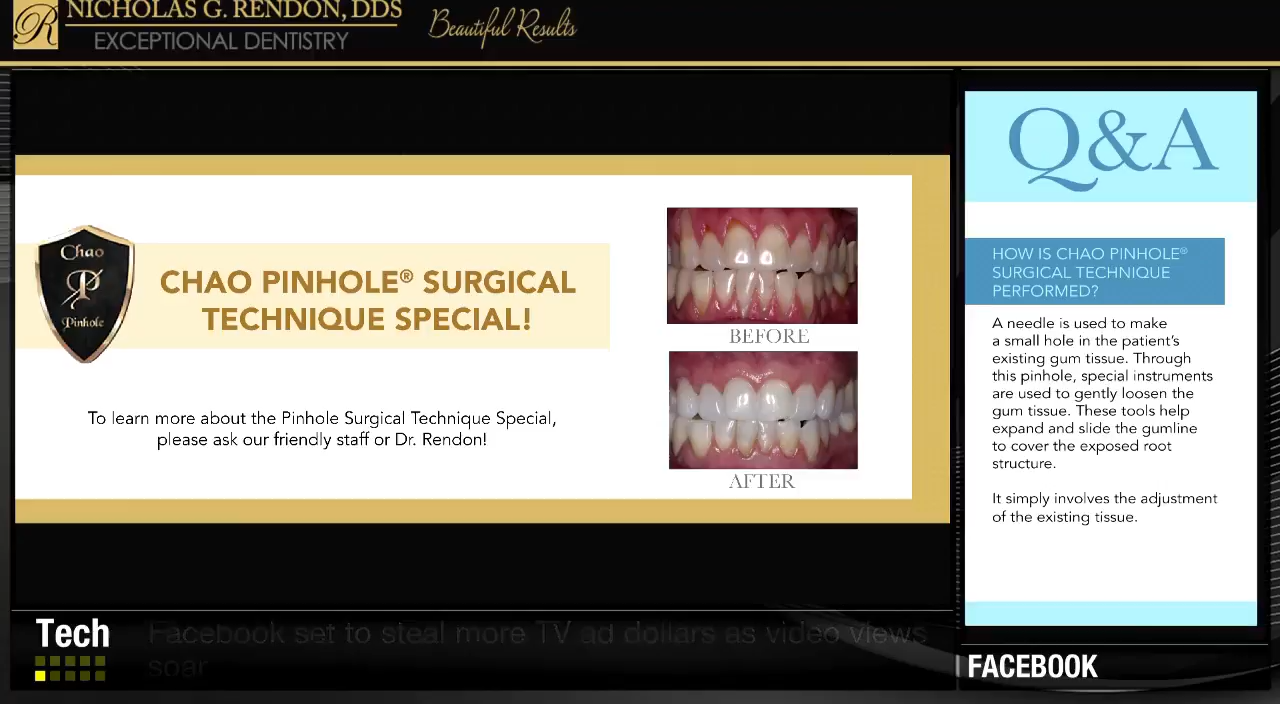 NICHOLAS G. RENDON, DDS
EXCEPTIONAL DENTISTRY
Beautiful Results
R
Chao
P
Pinhole
CHAO PINHOLE® SURGICAL
TECHNIQUE SPECIAL!
To learn more about the Pinhole Surgical Technique Special,
please ask our friendly staff or Dr. Rendon!
BEFORE
AFTER
Q&A
HOW IS CHAO PINHOLE®
SURGICAL TECHNIQUE
PERFORMED?
A needle is used to make
a small hole in the patient’s
existing gum tissue. Through
this pinhole, special instruments
are used to gently loosen the
gum tissue. These tools help
expand and slide the gumline
to cover the exposed root
structure.
It simply involves the adjustment
of the existing tissue.
Tech
Facebook set to steal more TV ad dollars as video views
soar
FACEBOOK